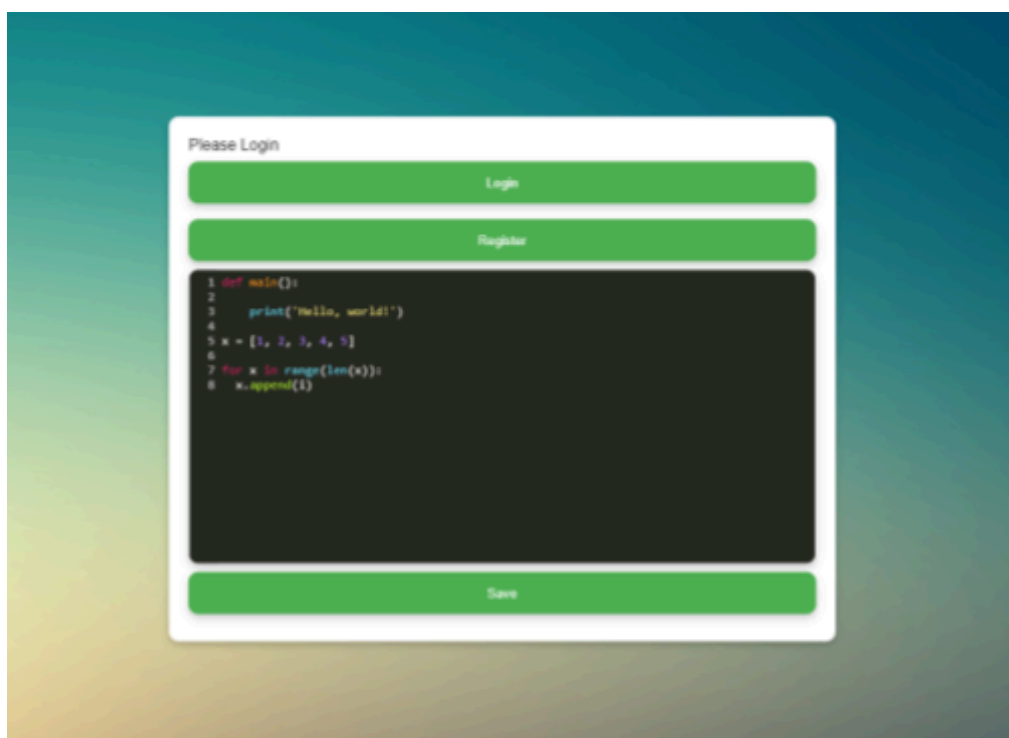 Please Login
Login
Register
1 def main():
2
3     print('Hello, world!')
4
5 x = [1, 2, 3, 4, 5]
6
7 for x in range(len(x)):
8   x.append(i)
Save